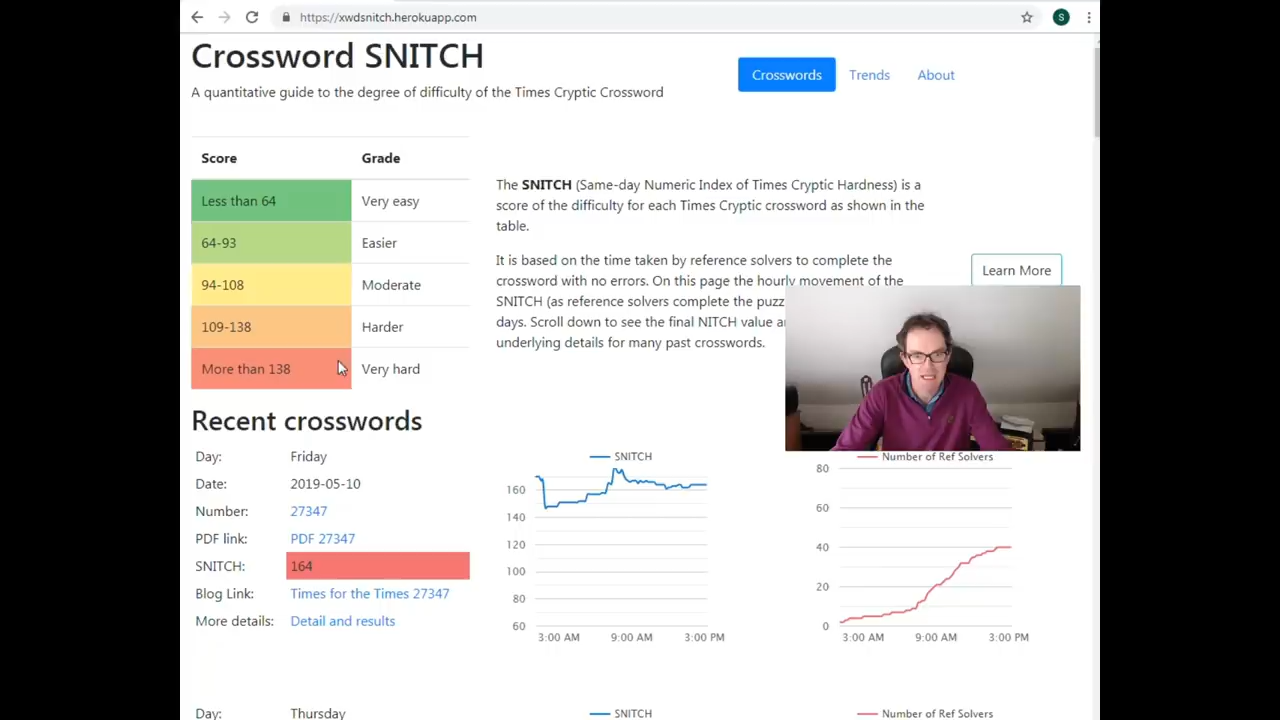 https://xwdsnitch.herokuapp.com
S
Crossword SNITCH
A quantitative guide to the degree of difficulty of the Times Cryptic Crossword
Crosswords Trends About
Score Grade
Less than 64 Very easy
64-93 Easier
94-108 Moderate
109-138 Harder
More than 138 Very hard
The SNITCH (Same-day Numeric Index of Times Cryptic Hardness) is a
score of the difficulty for each Times Cryptic crossword as shown in the
table.
It is based on the time taken by reference solvers to complete the
crossword with no errors. On this page the hourly movement of the
SNITCH (as reference solvers complete the puzz
days. Scroll down to see the final NITCH value a
underlying details for many past crosswords.
Learn More
Recent crosswords
Day: Friday
Date: 2019-05-10
Number: 27347
PDF link: PDF 27347
SNITCH: 164
Blog Link: Times for the Times 27347
More details: Detail and results
SNITCH
160
140
120
100
80
60
3:00 AM 9:00 AM 3:00 PM
Number of Ref Solvers
80
60
40
20
0
3:00 AM 9:00 AM 3:00 PM
Day: Thursday
SNITCH
Number of Ref Solvers